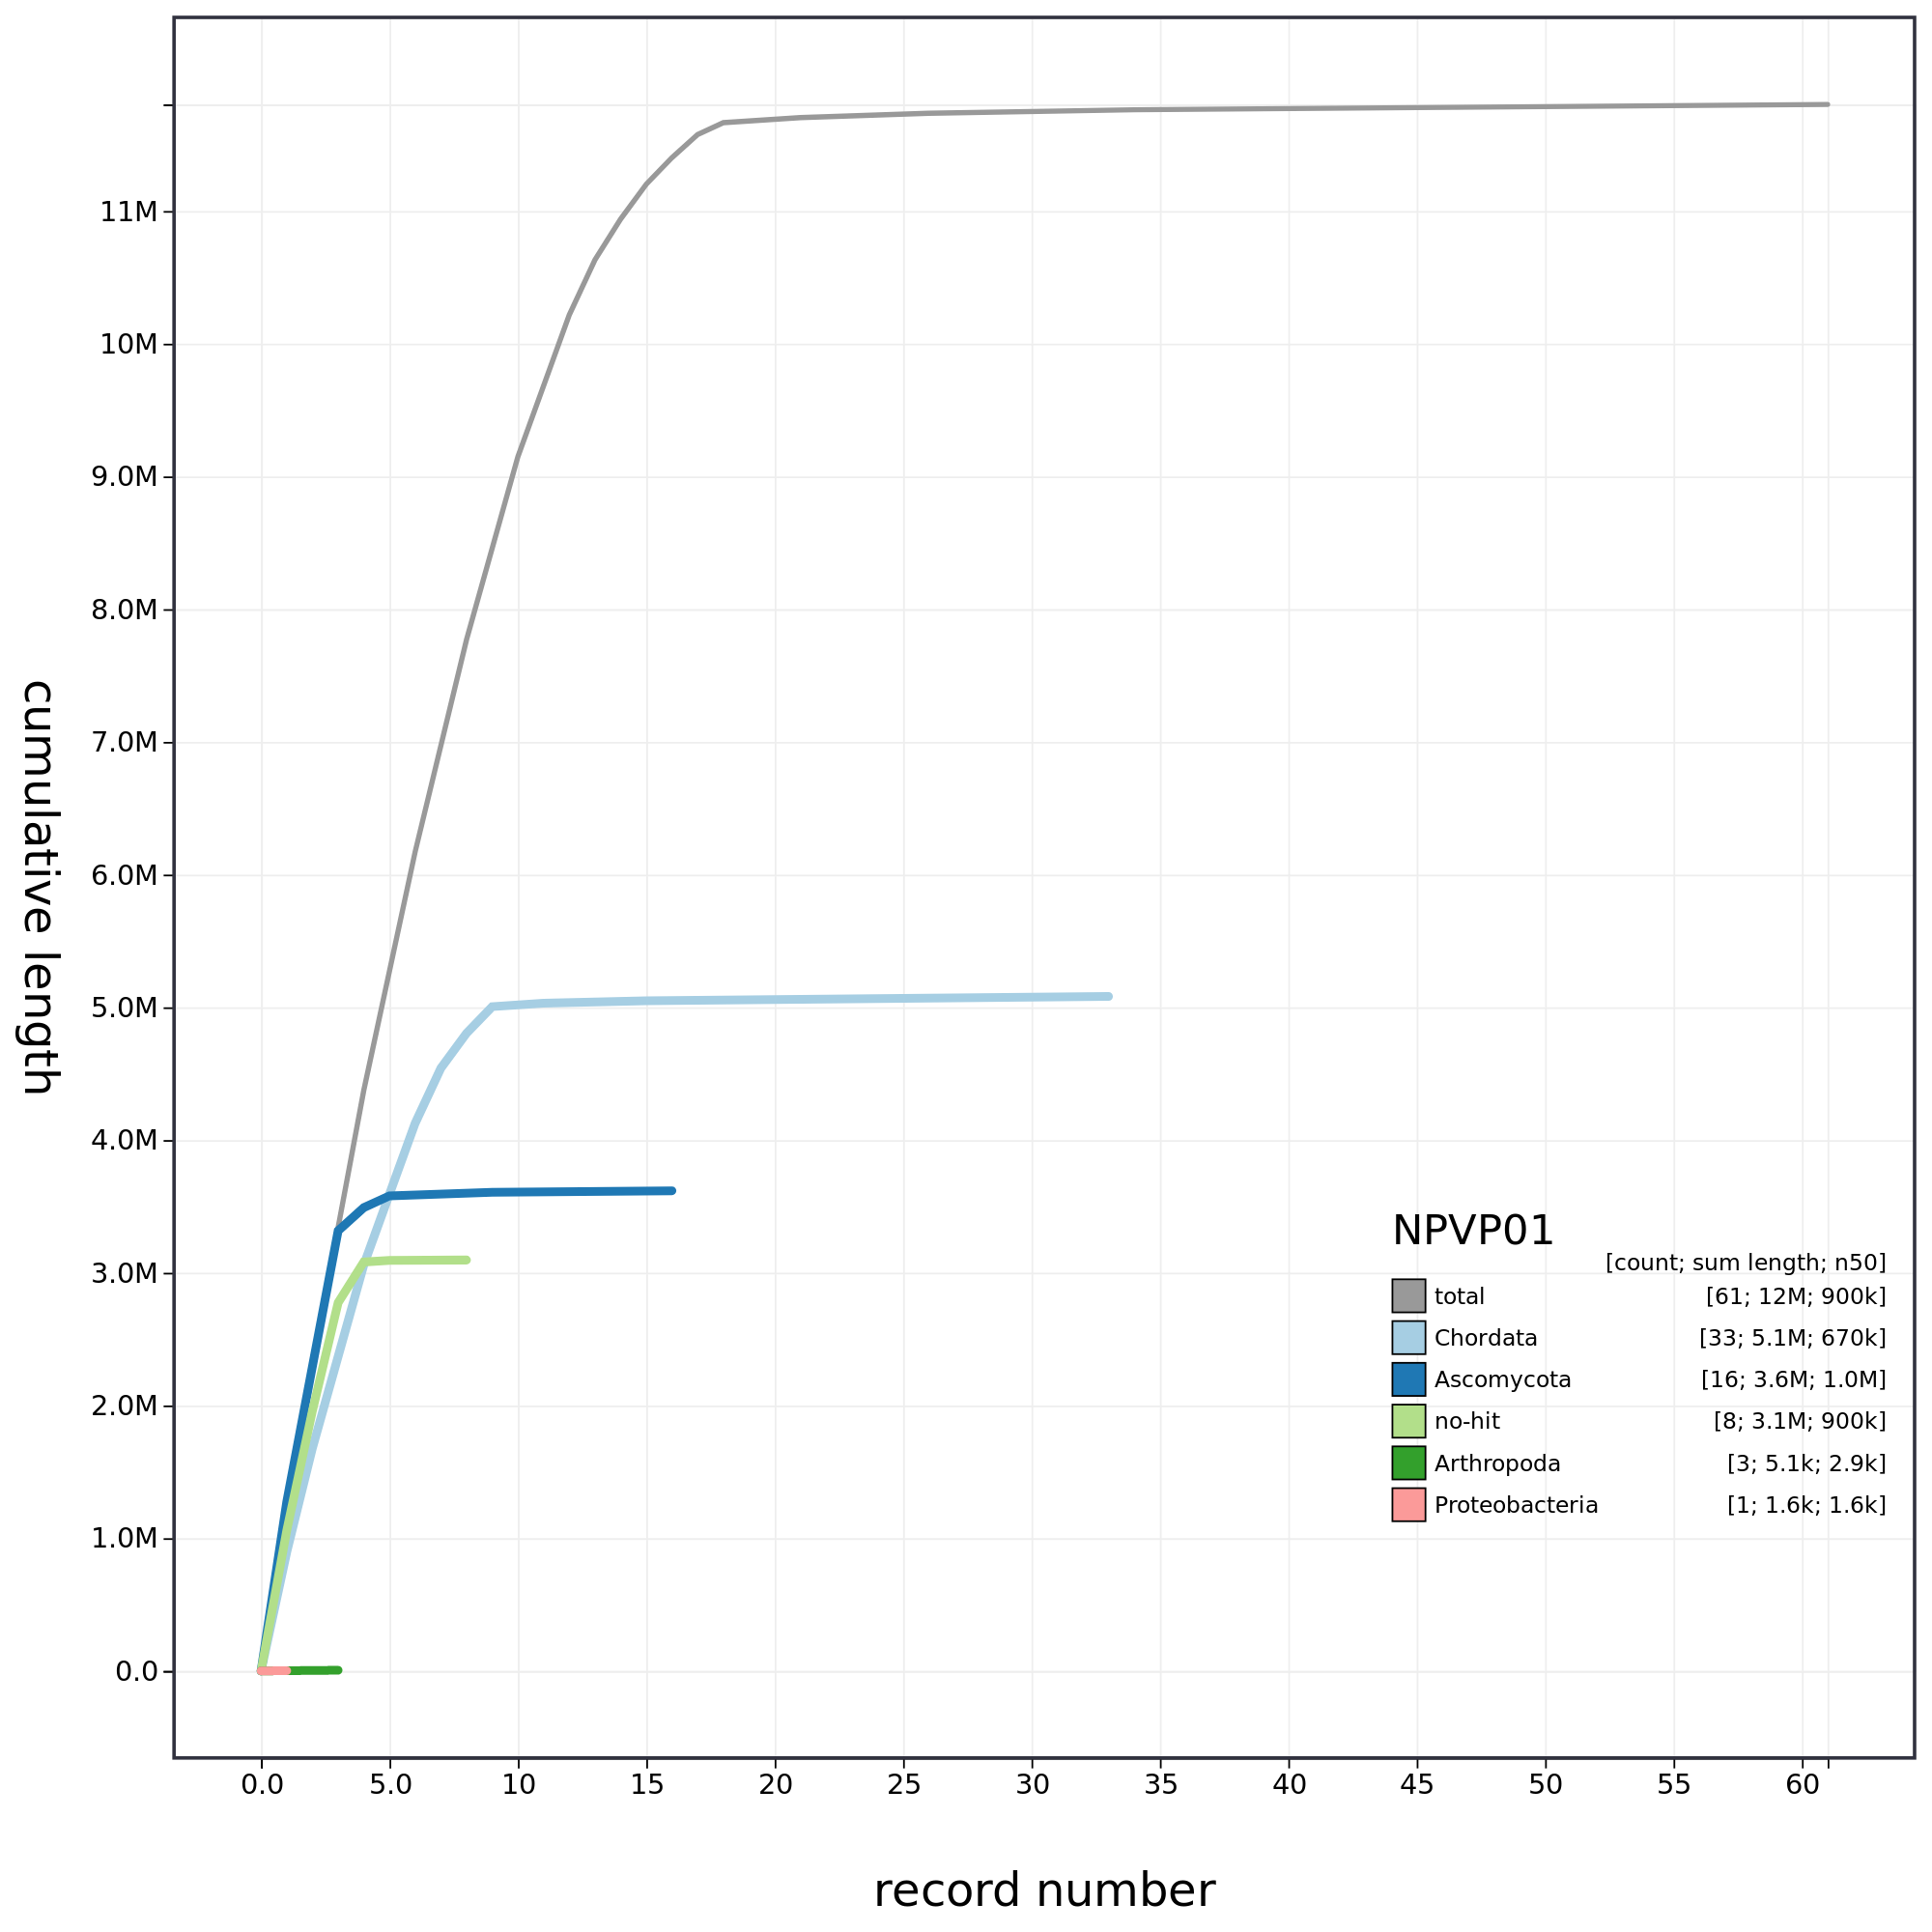 cumulative length
11M
10M
9.0M
8.0M
7.0M
6.0M
5.0M
4.0M
3.0M
2.0M
1.0M
0.0
NPVP01
[count; sum length; n50]
total [61; 12M; 900k]
Chordata [33; 5.1M; 670k]
Ascomycota [16; 3.6M; 1.0M]
no-hit [8; 3.1M; 900k]
Arthropoda [3; 5.1k; 2.9k]
Proteobacteria [1; 1.6k; 1.6k]
0.0 5.0 10 15 20 25 30 35 40 45 50 55 60
record number